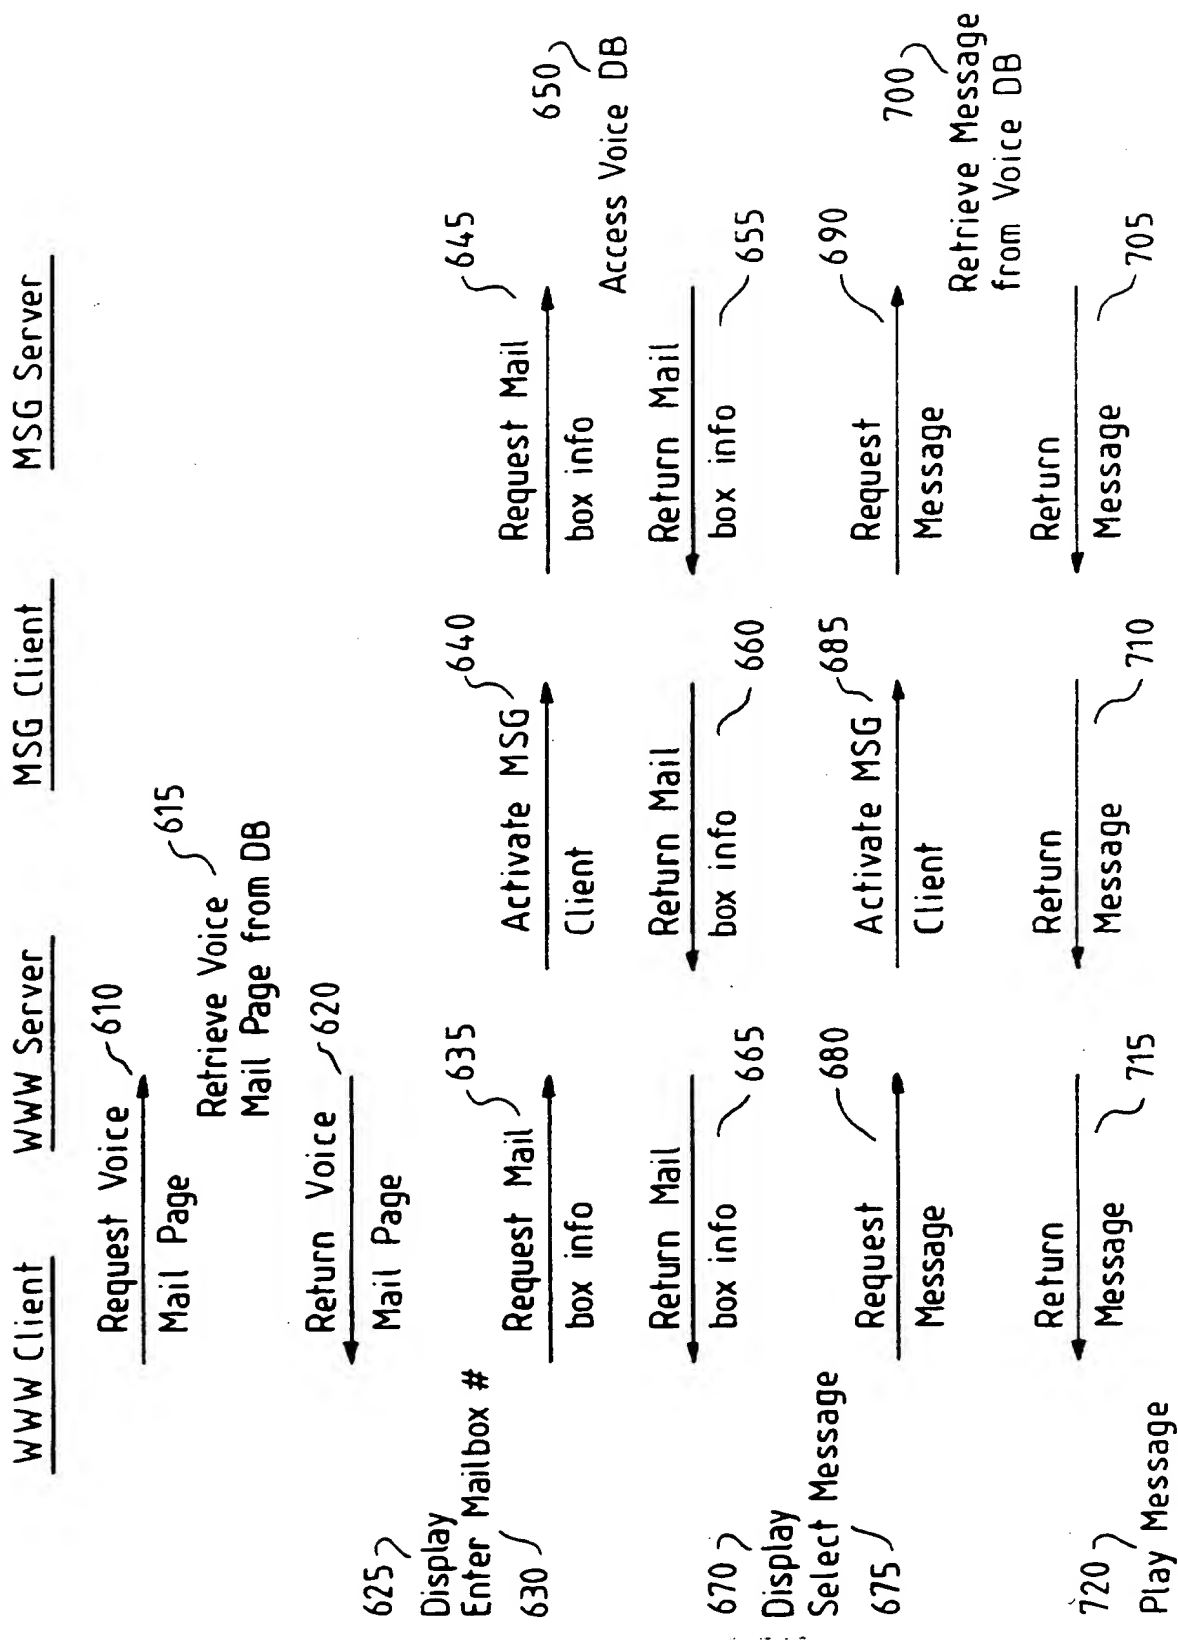 WWW Client
WWW Server
MSG Client
MSG Server
Request Voice
Mail Page
610
615
Retrieve Voice
Mail Page from DB
Return Voice
Mail Page
620
625
Display
Enter Mailbox #
630
Request Mail
box info
635
Activate MSG
Client
640
Request Mail
box info
645
650
Access Voice DB
Return Mail
box info
655
Return Mail
box info
660
Return Mail
box info
665
670
Display
Select Message
675
Request
Message
680
Activate MSG
Client
685
Request
Message
690
700
Retrieve Message
from Voice DB
Return
Message
705
Return
Message
710
Return
Message
715
720
Play Message